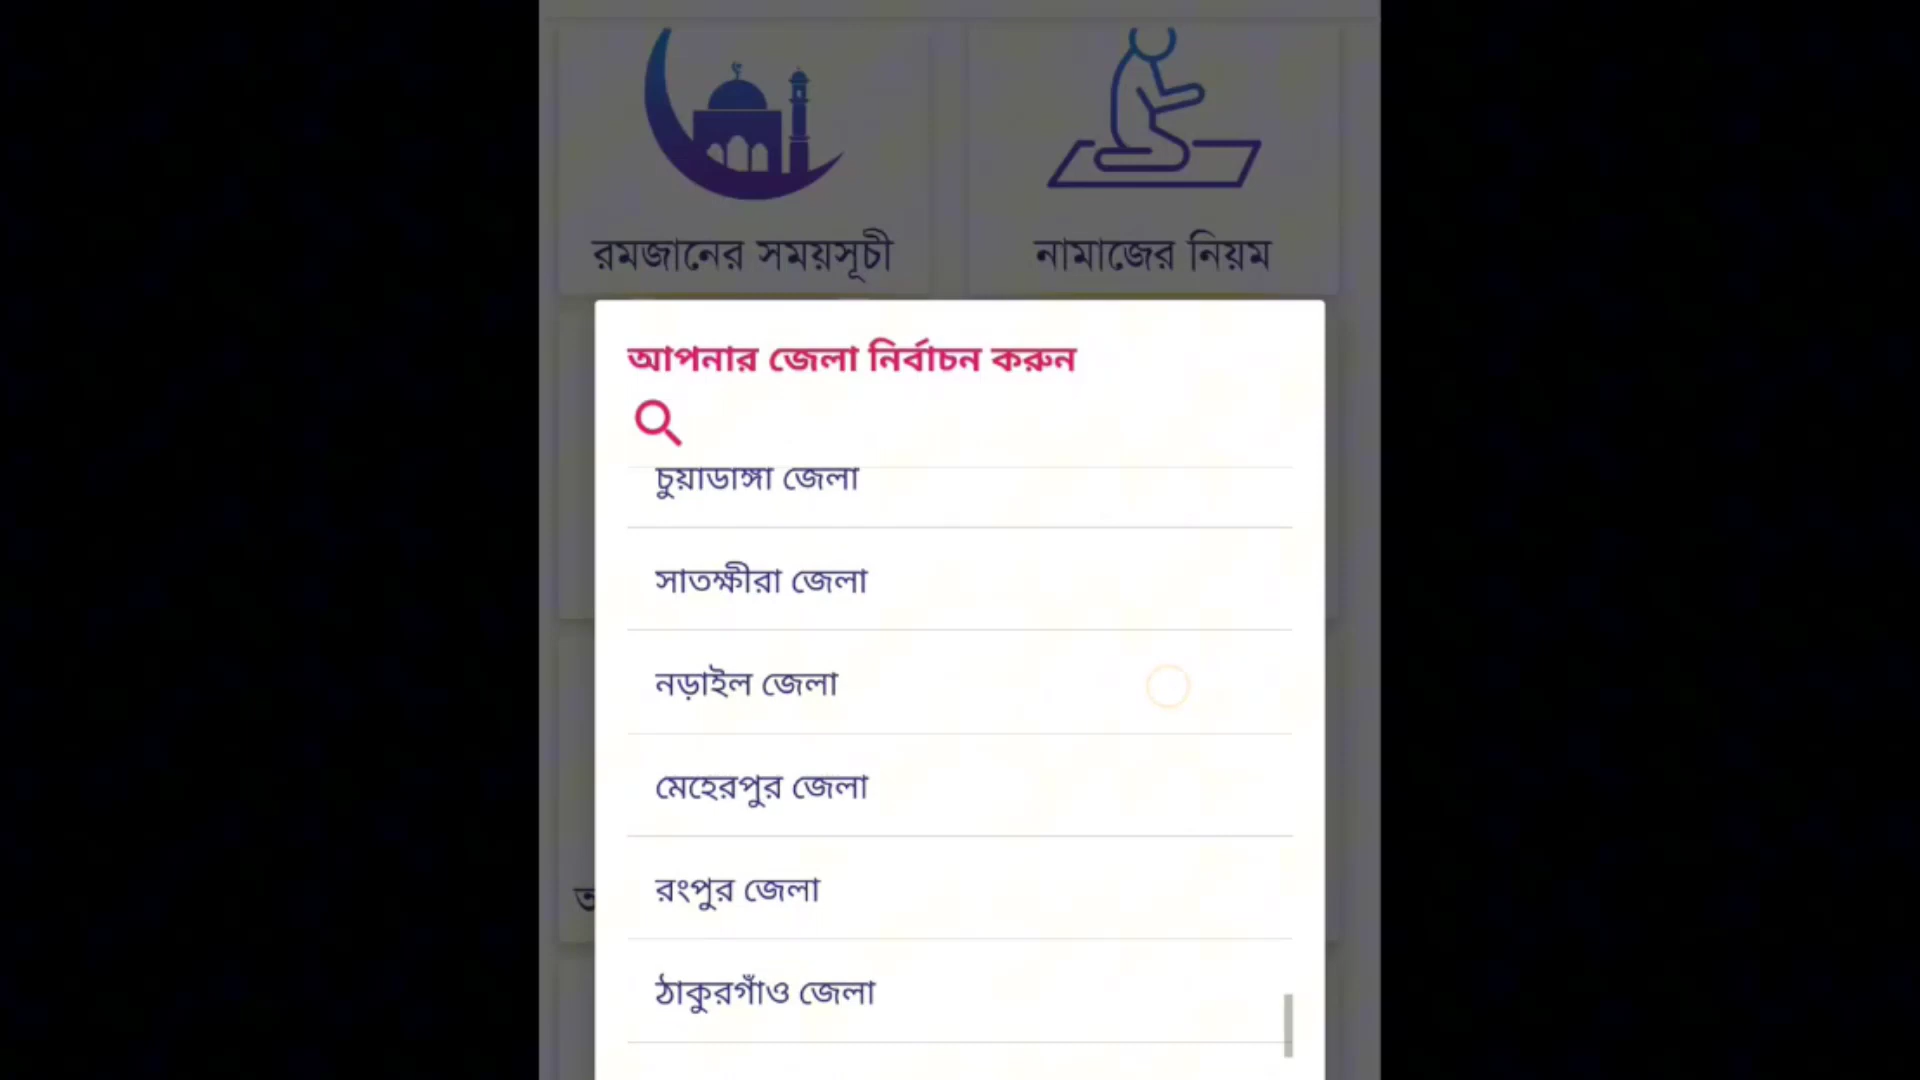 রমজানের সময়সূচী
নামাজের নিয়ম
আপনার জেলা নির্বাচন করুন
চুয়াডাঙ্গা জেলা
সাতক্ষীরা জেলা
নড়াইল জেলা
মেহেরপুর জেলা
রংপুর জেলা
ঠাকুরগাঁও জেলা